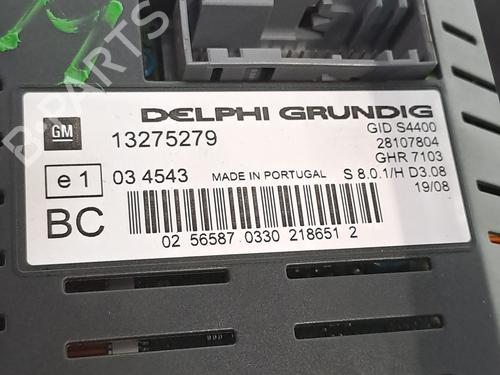 B-PARTS
DELPHI GRUNDIG
GM
13275279
GID S4400
28107804
GHR 7103
e1
03 4543
MADE IN PORTUGAL
S 8.0.1/H D3.08
19/08
BC
02 56587 0330 218651 2